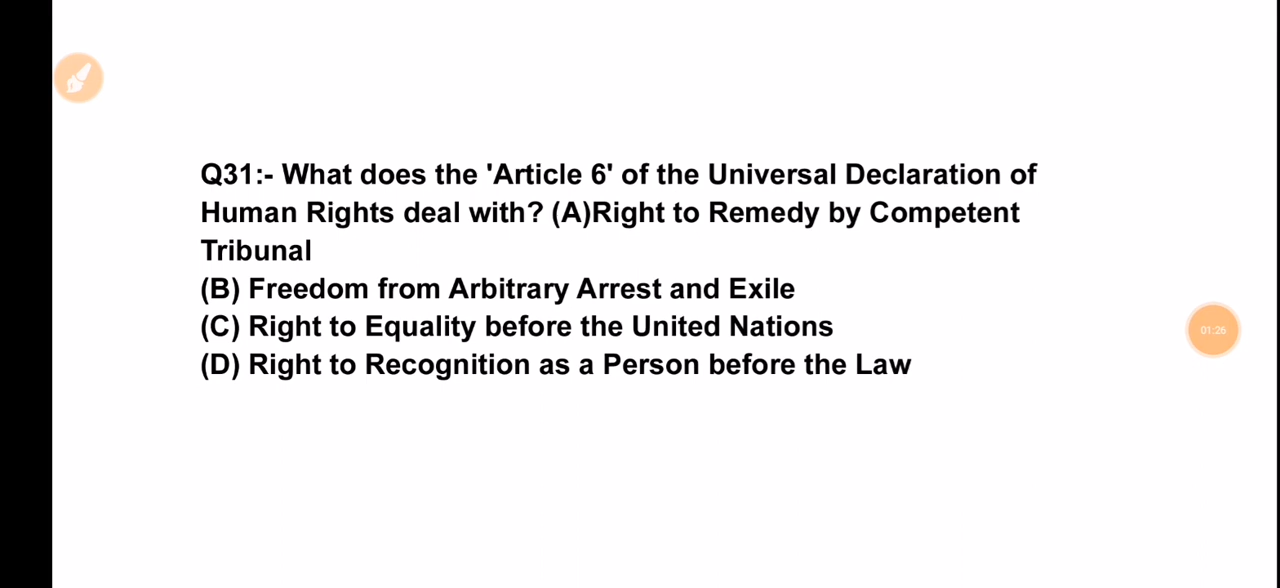 Q31:- What does the 'Article 6' of the Universal Declaration of
Human Rights deal with? (A)Right to Remedy by Competent
Tribunal
(B) Freedom from Arbitrary Arrest and Exile
(C) Right to Equality before the United Nations
(D) Right to Recognition as a Person before the Law
01:26